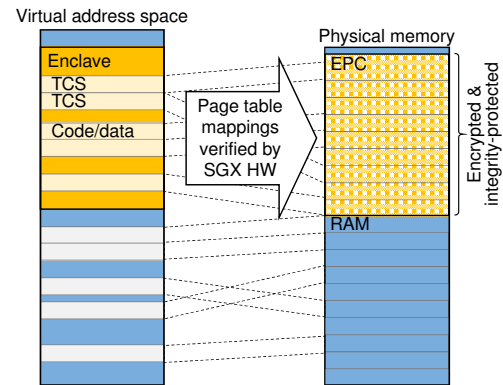 Virtual address space
Physical memory
Enclave
TCS
TCS
Code/data
Page table
mappings
verified by
SGX HW
EPC
RAM
Encrypted &
integrity-protected